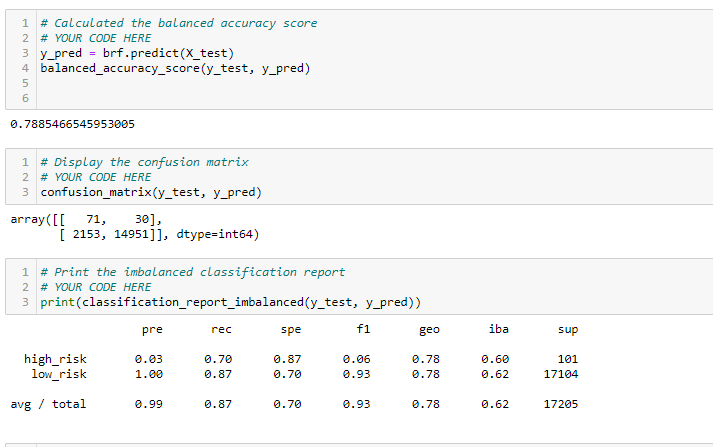 1 # Calculated the balanced accuracy score
2 # YOUR CODE HERE
3 y_pred = brf.predict(X_test)
4 balanced_accuracy_score(y_test, y_pred)
5
6
0.7885466545953005
1 # Display the confusion matrix
2 # YOUR CODE HERE
3 confusion_matrix(y_test, y_pred)
array([[   71,    30],
       [ 2153, 14951]], dtype=int64)
1 # Print the imbalanced classification report
2 # YOUR CODE HERE
3 print(classification_report_imbalanced(y_test, y_pred))
pre rec spe f1 geo iba sup
high_risk 0.03 0.70 0.87 0.06 0.78 0.60 101
low_risk 1.00 0.87 0.70 0.93 0.78 0.62 17104
avg / total 0.99 0.87 0.70 0.93 0.78 0.62 17205